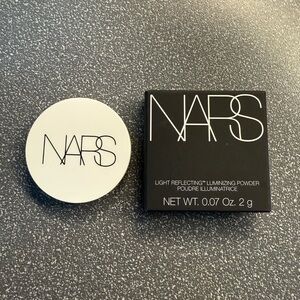 NARS
NARS
LIGHT REFLECTING™ LUMINIZING POWDER
POUDRE ILLUMINATRICE
NET WT. 0.07 Oz. 2 g